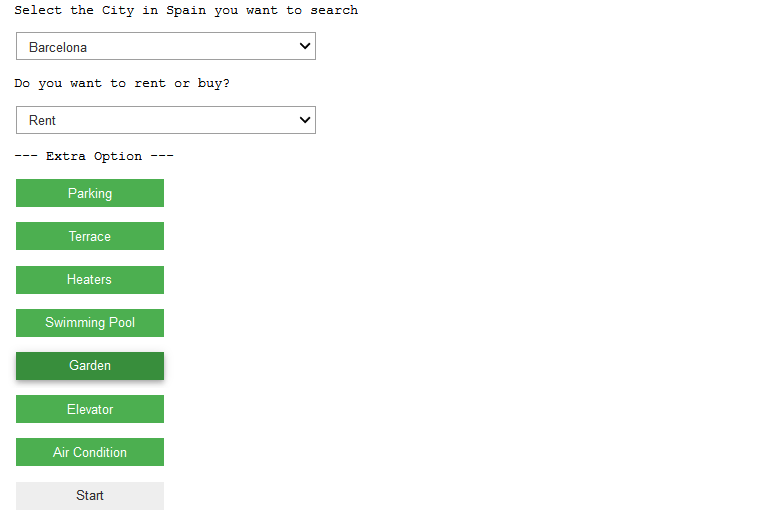 Select the City in Spain you want to search
Barcelona
Do you want to rent or buy?
Rent
--- Extra Option ---
Parking
Terrace
Heaters
Swimming Pool
Garden
Elevator
Air Condition
Start